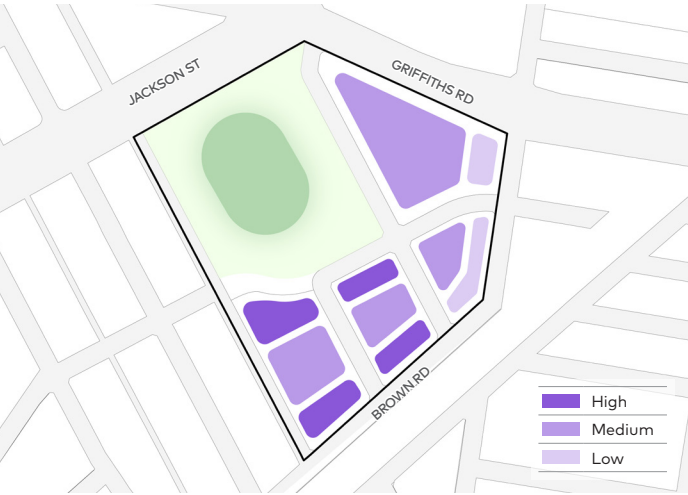 JACKSON ST
GRIFFITHS RD
BROWN RD
High
Medium
Low